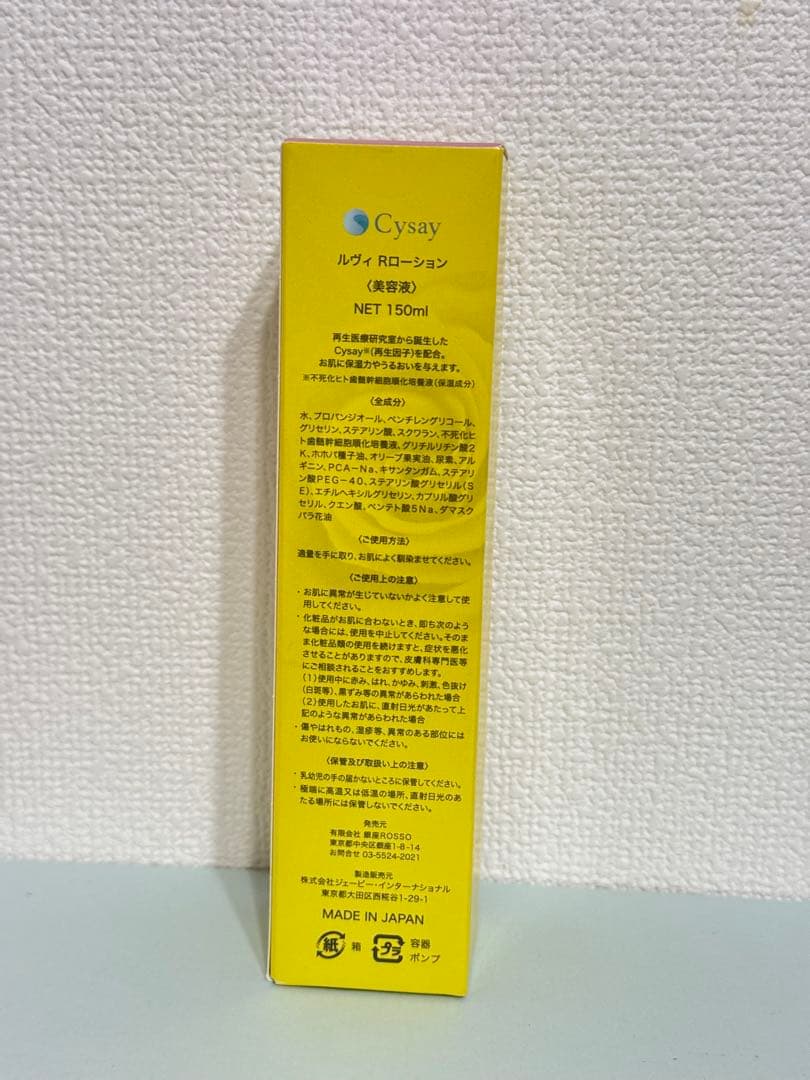 Cysay
ルヴィ Rローション
〈美容液〉
NET 150ml
再生医療研究室から誕生した
Cysay※(再生因子)を配合。
お肌に保湿力やうるおいを与えます。
※不死化ヒト歯髄幹細胞順化培養液(保湿成分)
〈全成分〉
水、プロパンジオール、ペンチレングリコール、
グリセリン、ステアリン酸、スクワラン、不死化ヒ
ト歯髄幹細胞順化培養液、グリチルリチン酸2
K、ホホバ種子油、オリーブ果実油、尿素、アル
ギニン、PCA-Na、キサンタンガム、ステアリ
ン酸PEG-40、ステアリン酸グリセリル(S
E)、エチルヘキシルグリセリン、カプリル酸グリ
セリル、クエン酸、ペンテト酸5Na、ダマスク
バラ花油
〈ご使用方法〉
適量を手に取り、お肌によく馴染ませてください。
〈ご使用上の注意〉
・お肌に異常が生じていないかよく注意して使
用してください。
・化粧品がお肌に合わないとき、即ち次のよう
な場合には、使用を中止してください。そのま
ま化粧品類の使用を続けますと、症状を悪化
させることがありますので、皮膚科専門医等
にご相談されることをおすすめします。
(1)使用中に赤み、はれ、かゆみ、刺激、色抜け
(白斑等)、黒ずみ等の異常があらわれた場合
(2)使用したお肌に、直射日光があたって上
記のような異常があらわれた場合
・傷やはれもの、湿疹等、異常のある部位には
お使いにならないでください。
〈保管及び取扱い上の注意〉
・乳幼児の手の届かないところに保管してください。
・極端に高温又は低温の場所、直射日光のあ
たる場所には保管しないでください。
発売元
有限会社 銀座ROSSO
東京都中央区銀座1-8-14
お問合せ 03-5524-2021
製造販売元
株式会社ジェービー・インターナショナル
東京都大田区西糀谷1-29-1
MADE IN JAPAN
紙 箱 プラ 容器
ポンプ